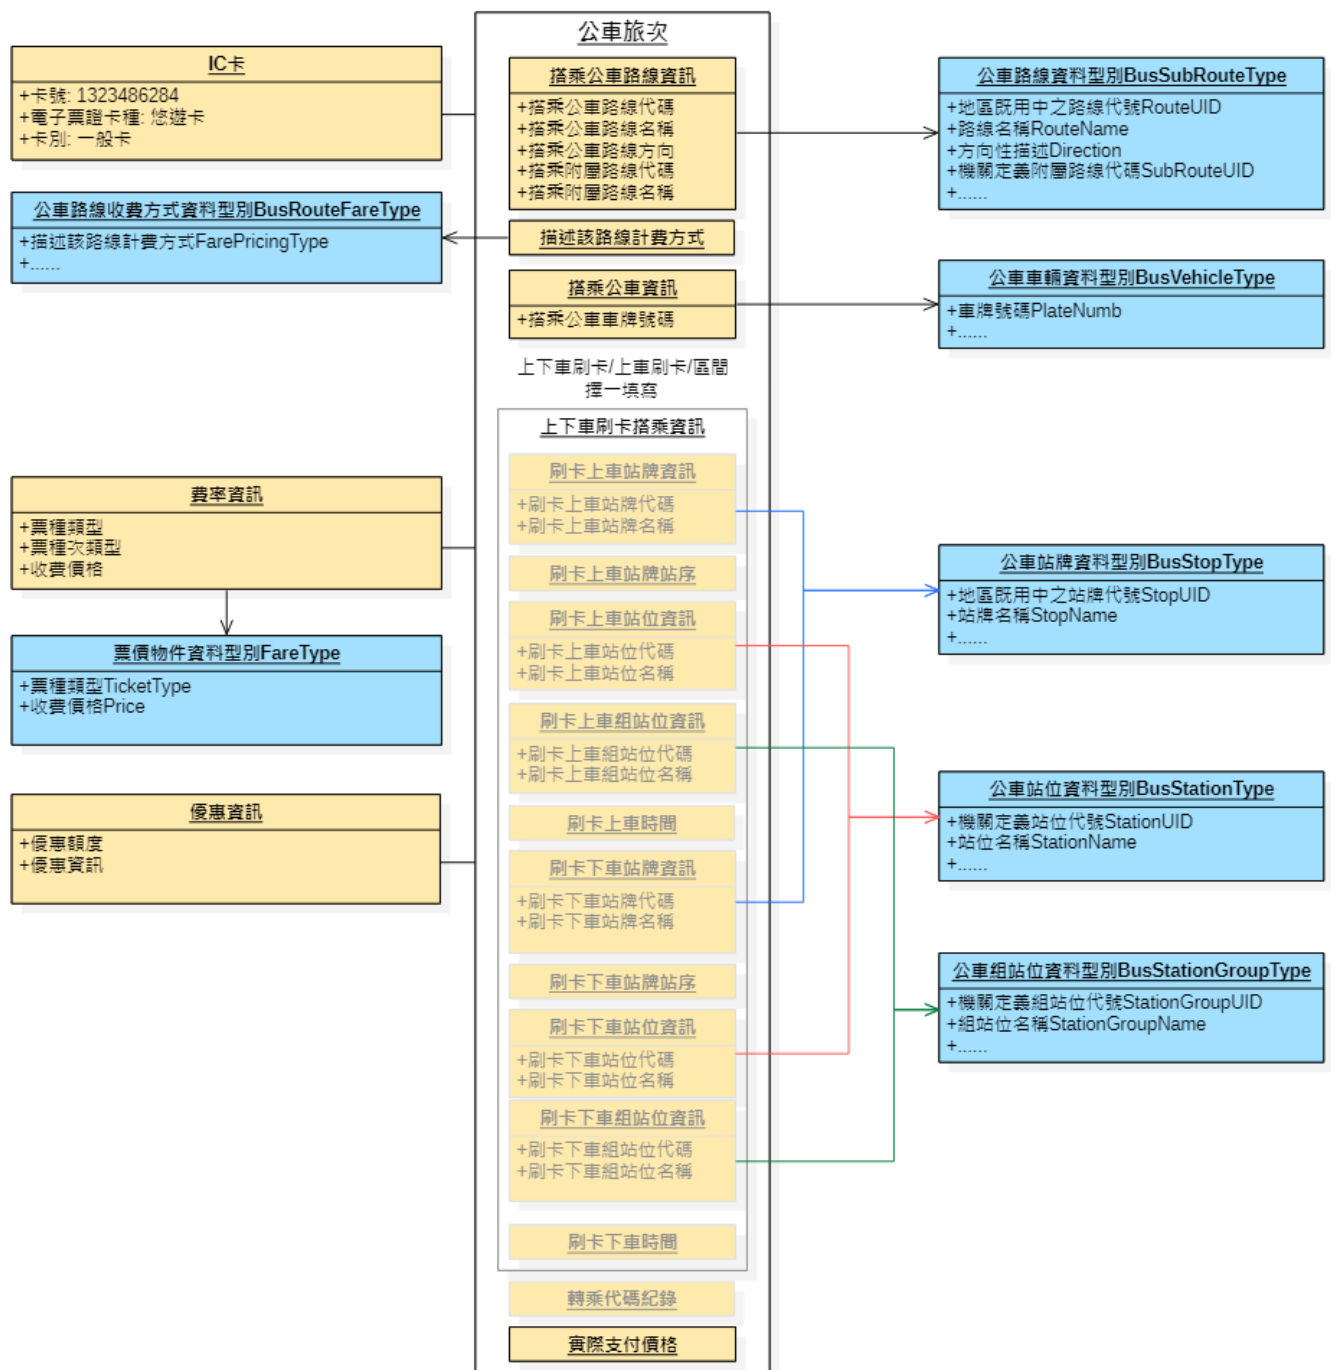 公車旅次
IC卡
+卡號: 1323486284
+電子票證卡種: 悠遊卡
+卡別: 一般卡
公車路線收費方式資料型別BusRouteFareType
+描述該路線計費方式FarePricingType
+......
費率資訊
+票種類型
+票種次類型
+收費價格
票價物件資料型別FareType
+票種類型TicketType
+收費價格Price
優惠資訊
+優惠額度
+優惠資訊
搭乘公車路線資訊
+搭乘公車路線代碼
+搭乘公車路線名稱
+搭乘公車路線方向
+搭乘附屬路線代碼
+搭乘附屬路線名稱
描述該路線計費方式
搭乘公車資訊
+搭乘公車車牌號碼
上下車刷卡/上車刷卡/區間
擇一填寫
上下車刷卡搭乘資訊
刷卡上車站牌資訊
+刷卡上車站牌代碼
+刷卡上車站牌名稱
刷卡上車站牌站序
刷卡上車站位資訊
+刷卡上車站位代碼
+刷卡上車站位名稱
刷卡上車組站位資訊
+刷卡上車組站位代碼
+刷卡上車組站位名稱
刷卡上車時間
刷卡下車站牌資訊
+刷卡下車站牌代碼
+刷卡下車站牌名稱
刷卡下車站牌站序
刷卡下車站位資訊
+刷卡下車站位代碼
+刷卡下車站位名稱
刷卡下車組站位資訊
+刷卡下車組站位代碼
+刷卡下車組站位名稱
刷卡下車時間
轉乘代碼紀錄
實際支付價格
公車路線資料型別BusSubRouteType
+地區既用中之路線代號RouteUID
+路線名稱RouteName
+方向性描述Direction
+機關定義附屬路線代碼SubRouteUID
+......
公車車輛資料型別BusVehicleType
+車牌號碼PlateNumb
+......
公車站牌資料型別BusStopType
+地區既用中之站牌代號StopUID
+站牌名稱StopName
+......
公車站位資料型別BusStationType
+機關定義站位代號StationUID
+站位名稱StationName
+......
公車組站位資料型別BusStationGroupType
+機關定義組站位代號StationGroupUID
+組站位名稱StationGroupName
+......